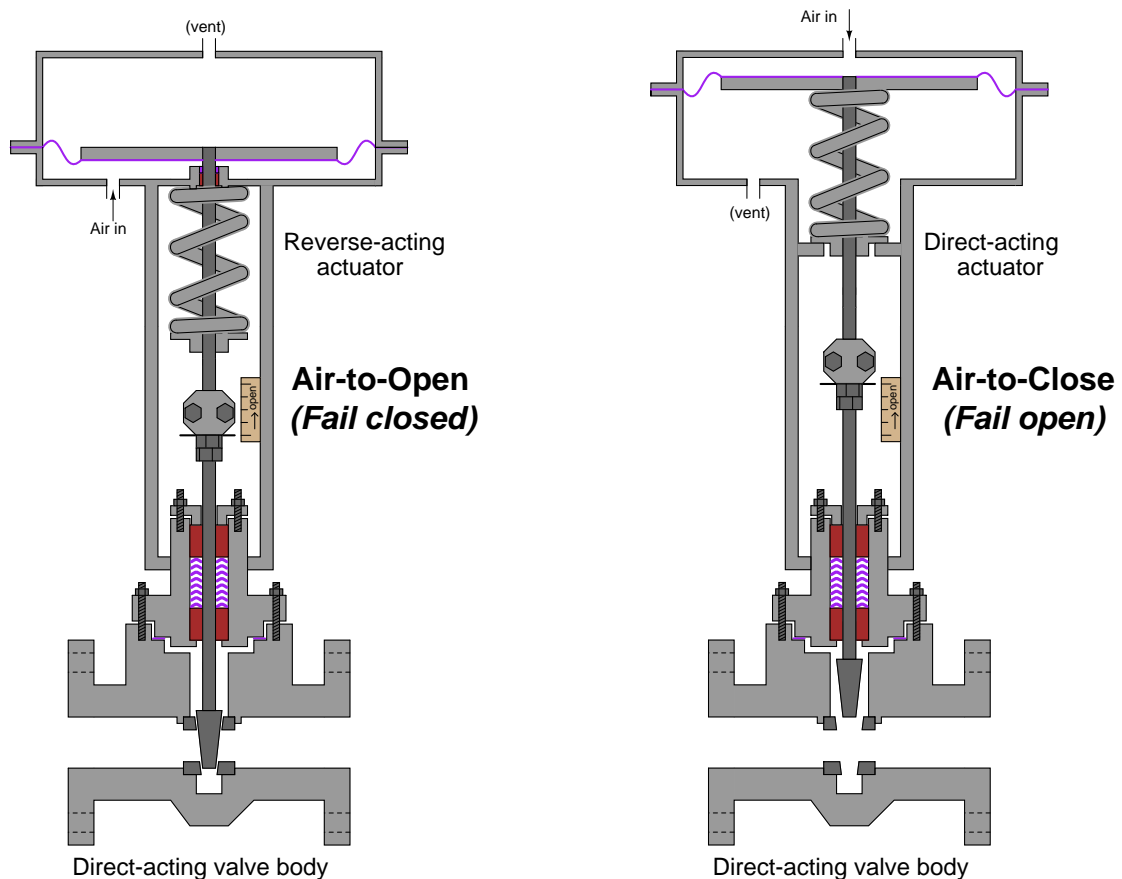 (vent)
Air in
Reverse-acting
actuator
Air-to-Open
(Fail closed)
open
Direct-acting valve body
Air in
(vent)
Direct-acting
actuator
Air-to-Close
(Fail open)
open
Direct-acting valve body